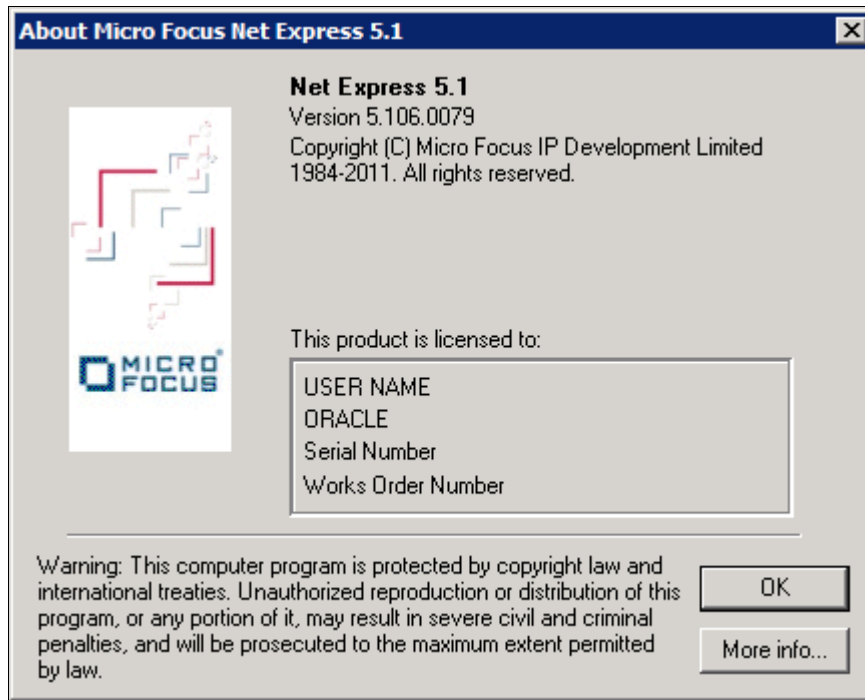 About Micro Focus Net Express 5.1
Net Express 5.1
Version 5.106.0079
Copyright (C) Micro Focus IP Development Limited
1984-2011. All rights reserved.
MICRO
FOCUS
This product is licensed to:
USER NAME
ORACLE
Serial Number
Works Order Number
Warning: This computer program is protected by copyright law and
international treaties. Unauthorized reproduction or distribution of this
program, or any portion of it, may result in severe civil and criminal
penalties, and will be prosecuted to the maximum extent permitted
by law.
OK
More info...